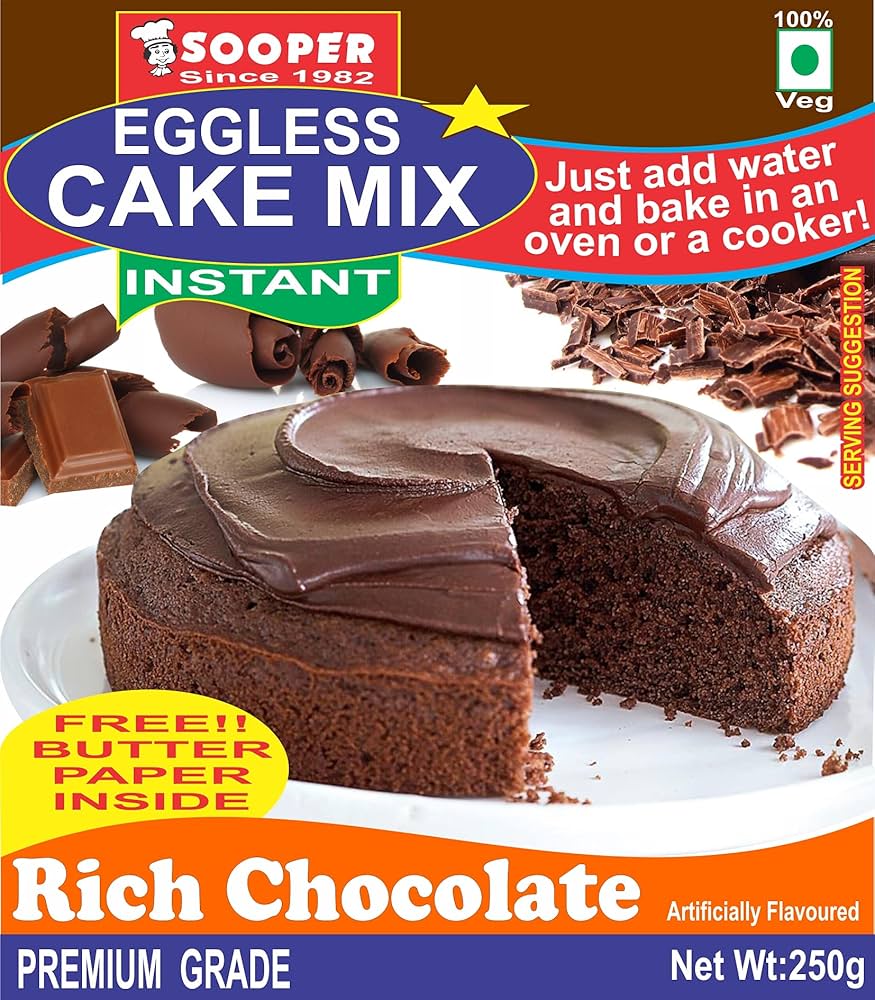 SOOPER
Since 1982
100%
Veg
EGGLESS
CAKE MIX
INSTANT
Just add water
and bake in an
oven or a cooker!
SERVING SUGGESTION
FREE!!
BUTTER
PAPER
INSIDE
Rich Chocolate
Artificially Flavoured
PREMIUM GRADE
Net Wt:250g